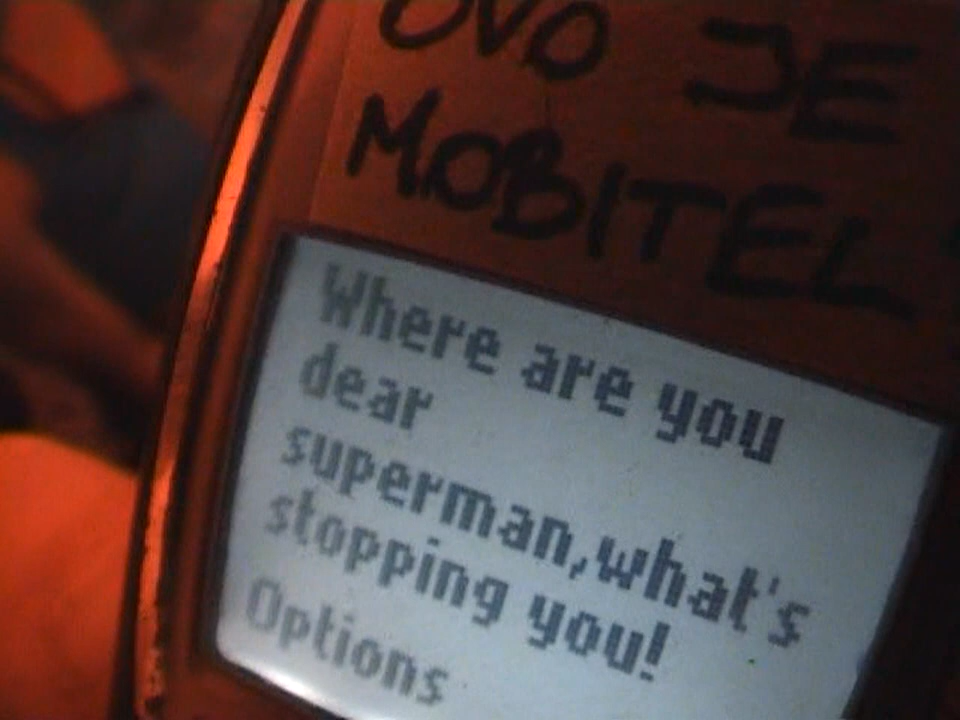 OVO JE
MOBITEL
Where are you
dear
superman,what's
stopping you!
Options